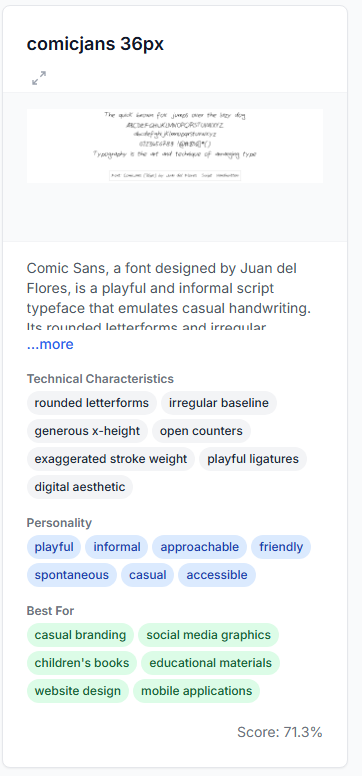 comicjans 36px
The quick brown fox jumps over the lazy dog
ABCDEFGHIJKLMNOPQRSTUVWXYZ
abcdefghijklmnopqrstuvwxyz
Typography is the art and technique of arranging type
Comic Sans, a font designed by Juan del
Flores, is a playful and informal script
typeface that emulates casual handwriting.
Its rounded letterforms and irregular
...more
Technical Characteristics
rounded letterforms irregular baseline
generous x-height open counters
exaggerated stroke weight playful ligatures
digital aesthetic
Personality
playful informal approachable friendly
spontaneous casual accessible
Best For
casual branding social media graphics
children's books educational materials
website design mobile applications
Score: 71.3%